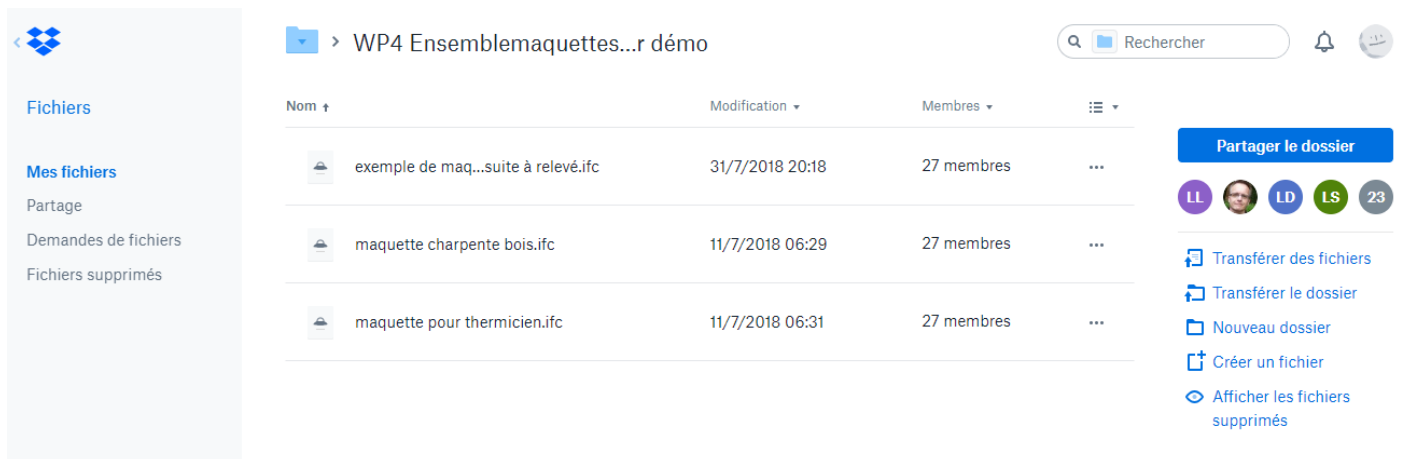 WP4 Ensemblemaquettes...r démo
Rechercher
Fichiers
Mes fichiers
Partage
Demandes de fichiers
Fichiers supprimés
Nom Modification Membres
exemple de maq...suite à relevé.ifc 31/7/2018 20:18 27 membres
maquette charpente bois.ifc 11/7/2018 06:29 27 membres
maquette pour thermicien.ifc 11/7/2018 06:31 27 membres
Partager le dossier
LL LD LS 23
Transférer des fichiers
Transférer le dossier
Nouveau dossier
Créer un fichier
Afficher les fichiers
supprimés